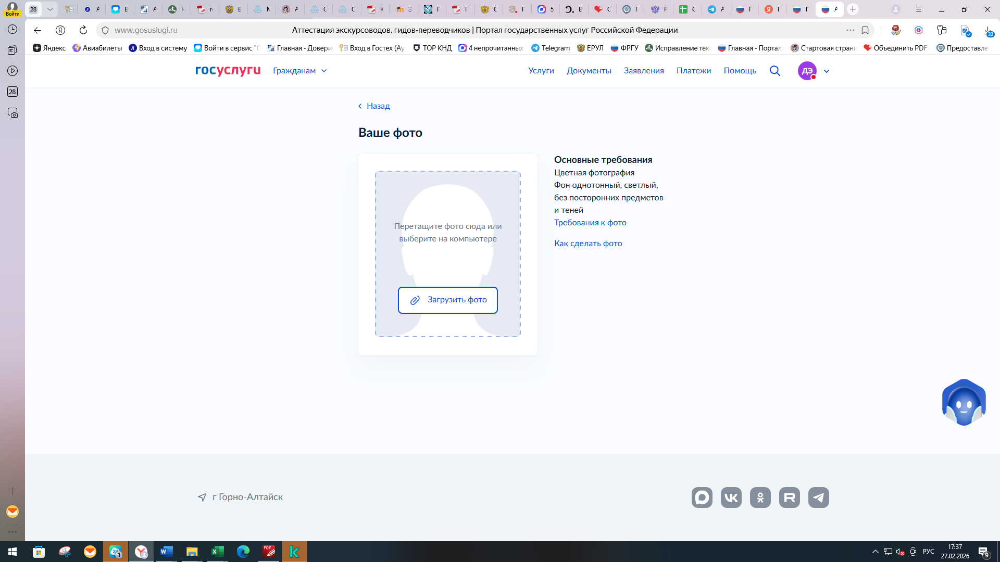 Войти
28
www.gosuslugi.ru
Аттестация экскурсоводов, гидов-переводчиков | Портал государственных услуг Российской Федерации
32
Яндекс
Авиабилеты
Вход в систему
Войти в сервис "С
Главная - Довери
Вход в Гостех (Ау
ТОР КНД
4 непрочитанных
Telegram
ЕРУЛ
ФРГУ
Исправление тек
Главная - Портал
Стартовая страни
Объединить PDF
Предоставле
28
госуслуги
Гражданам
Услуги
Документы
Заявления
Платежи
Помощь
ДЭ
Назад
Ваше фото
Перетащите фото сюда или
выберите на компьютере
Загрузить фото
Основные требования
Цветная фотография
Фон однотонный, светлый,
без посторонних предметов
и теней
Требования к фото
Как сделать фото
г Горно-Алтайск
РУС
17:37
27.02.2026
9